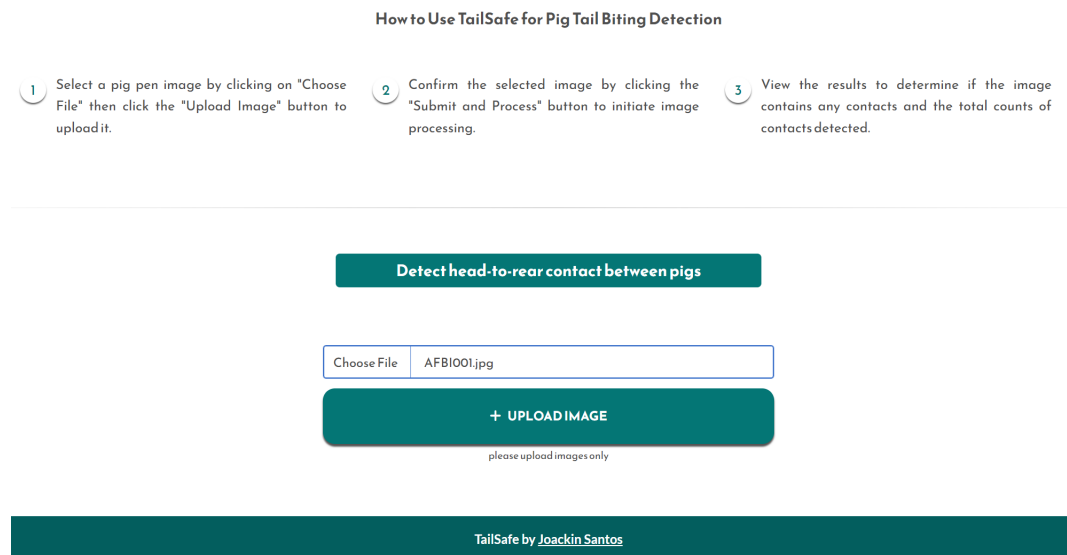 How to Use TailSafe for Pig Tail Biting Detection
1
Select a pig pen image by clicking on "Choose
File" then click the "Upload Image" button to
upload it.
2
Confirm the selected image by clicking the
"Submit and Process" button to initiate image
processing.
3
View the results to determine if the image
contains any contacts and the total counts of
contacts detected.
Detect head-to-rear contact between pigs
Choose File AFBI001.jpg
+ UPLOAD IMAGE
please upload images only
TailSafe by Joackin Santos